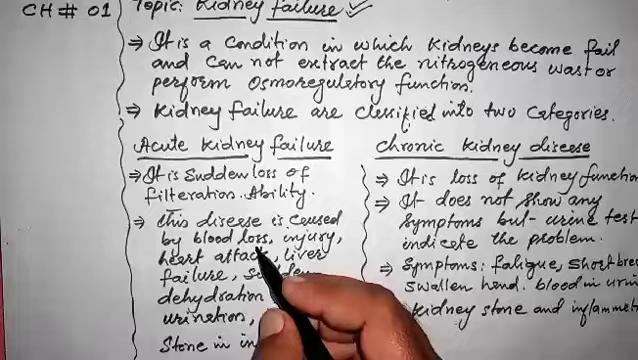 CH # 01 Topic: Kidney failure
⇒ It is a condition in which kidneys become fail
and can not extract the nitrogeneous wast or
perform Osmoregulatory function.
⇒ Kidney failure are classified into two categories.
Acute Kidney failure
⇒ It is Sudden loss of
filteration Ability.
⇒ This disease is caused
by blood loss, injury,
heart attack, liver
failure,
dehydration
urination,
Stone in
Chronic Kidney disease
⇒ It is loss of kidney function
⇒ It does not show any
Symptoms but urine test
indicate the problem.
⇒ Symptoms: fatigue, short
swallen hand. blood in
kidney stone and